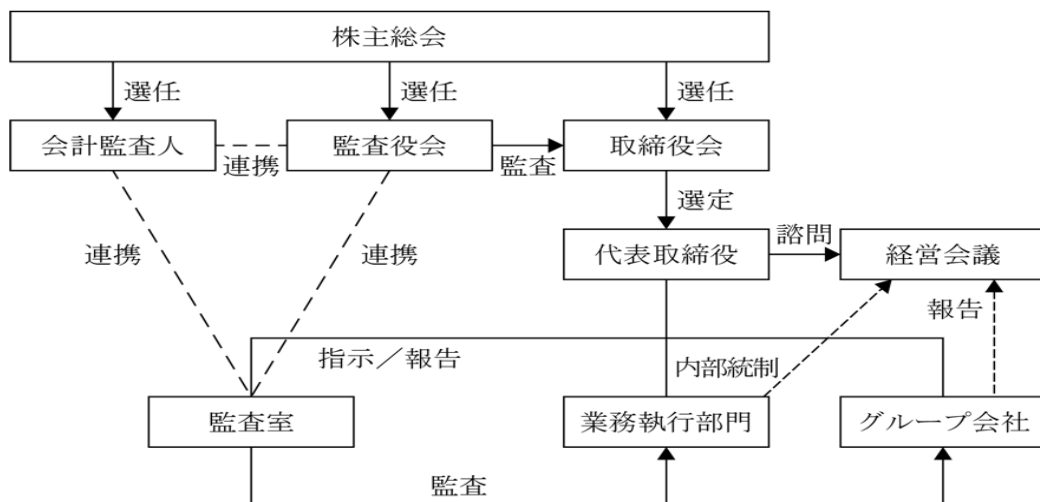 株主総会
選任
選任
選任
会計監査人
監査役会
取締役会
連携
監査
選定
連携
連携
代表取締役
諮問
経営会議
報告
指示／報告
内部統制
監査室
業務執行部門
グループ会社
監査